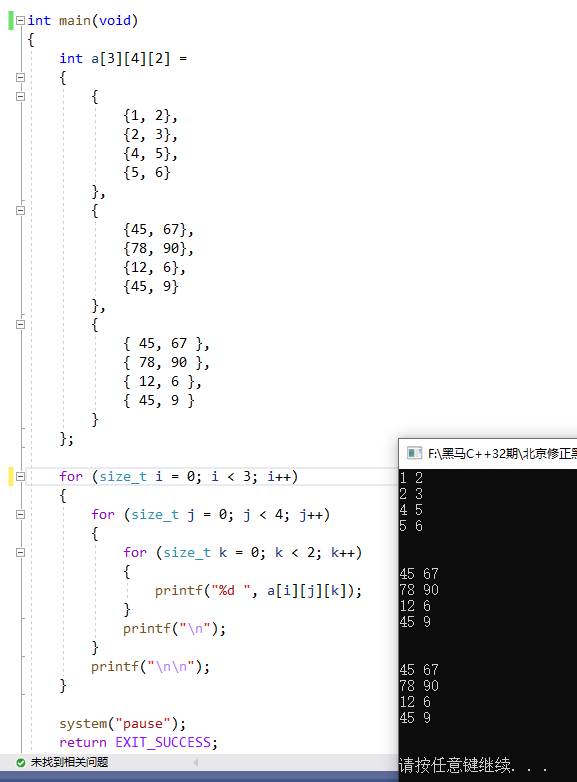 int main(void)
{
    int a[3][4][2] =
    {
        {
            {1, 2},
            {2, 3},
            {4, 5},
            {5, 6}
        },
        {
            {45, 67},
            {78, 90},
            {12, 6},
            {45, 9}
        },
        {
            { 45, 67 },
            { 78, 90 },
            { 12, 6 },
            { 45, 9 }
        }
    };
    for (size_t i = 0; i < 3; i++)
    {
        for (size_t j = 0; j < 4; j++)
        {
            for (size_t k = 0; k < 2; k++)
            {
                printf("%d ", a[i][j][k]);
            }
            printf("\n");
        }
        printf("\n\n");
    }
    system("pause");
    return EXIT_SUCCESS;
未找到相关问题
F:\黑马C++32期\北京修正
1 2
2 3
4 5
5 6
45 67
78 90
12 6
45 9
45 67
78 90
12 6
45 9
请按任意键继续. . .